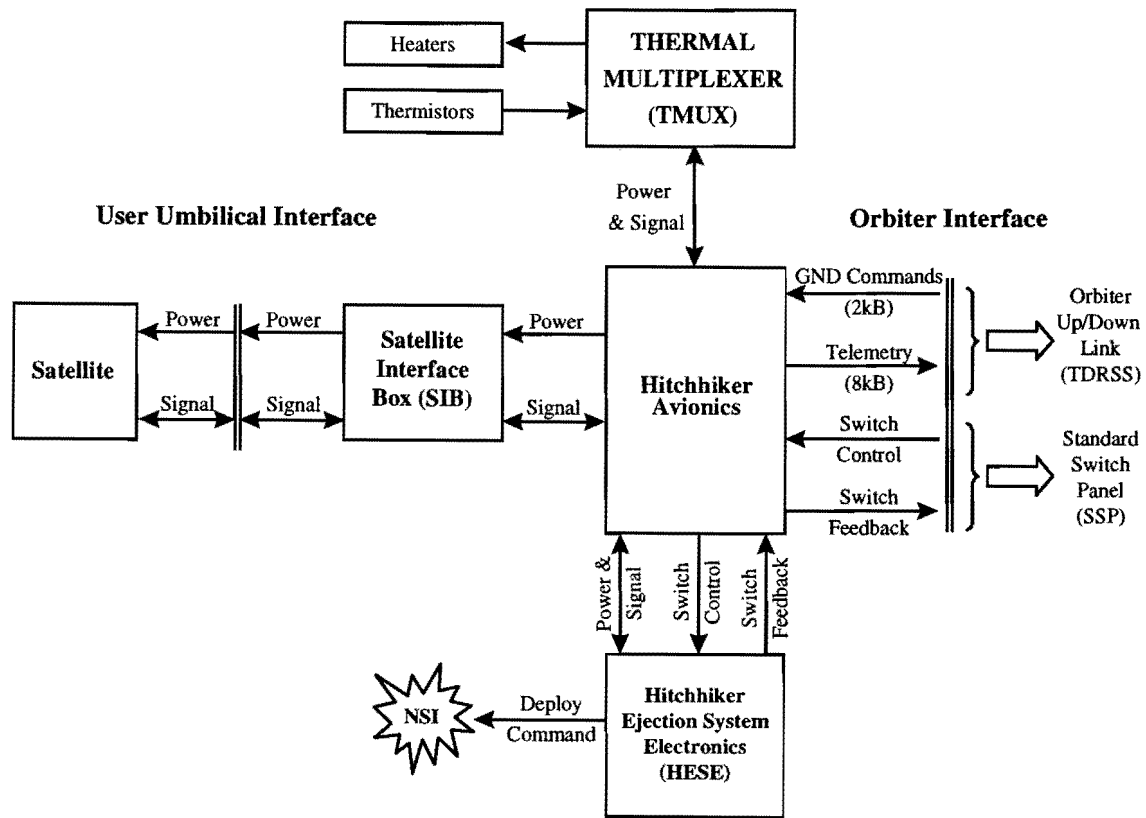 Heaters
Thermistors
THERMAL
MULTIPLEXER
(TMUX)
User Umbilical Interface
Power
& Signal
Orbiter Interface
Satellite
Power
Signal
Power
Signal
Satellite
Interface
Box (SIB)
Power
Signal
Hitchhiker
Avionics
GND Commands
(2kB)
Telemetry
(8kB)
Switch
Control
Switch
Feedback
Orbiter
Up/Down
Link
(TDRSS)
Standard
Switch
Panel
(SSP)
Power &
Signal
Switch
Control
Switch
Feedback
NSI
Deploy
Command
Hitchhiker
Ejection System
Electronics
(HESE)